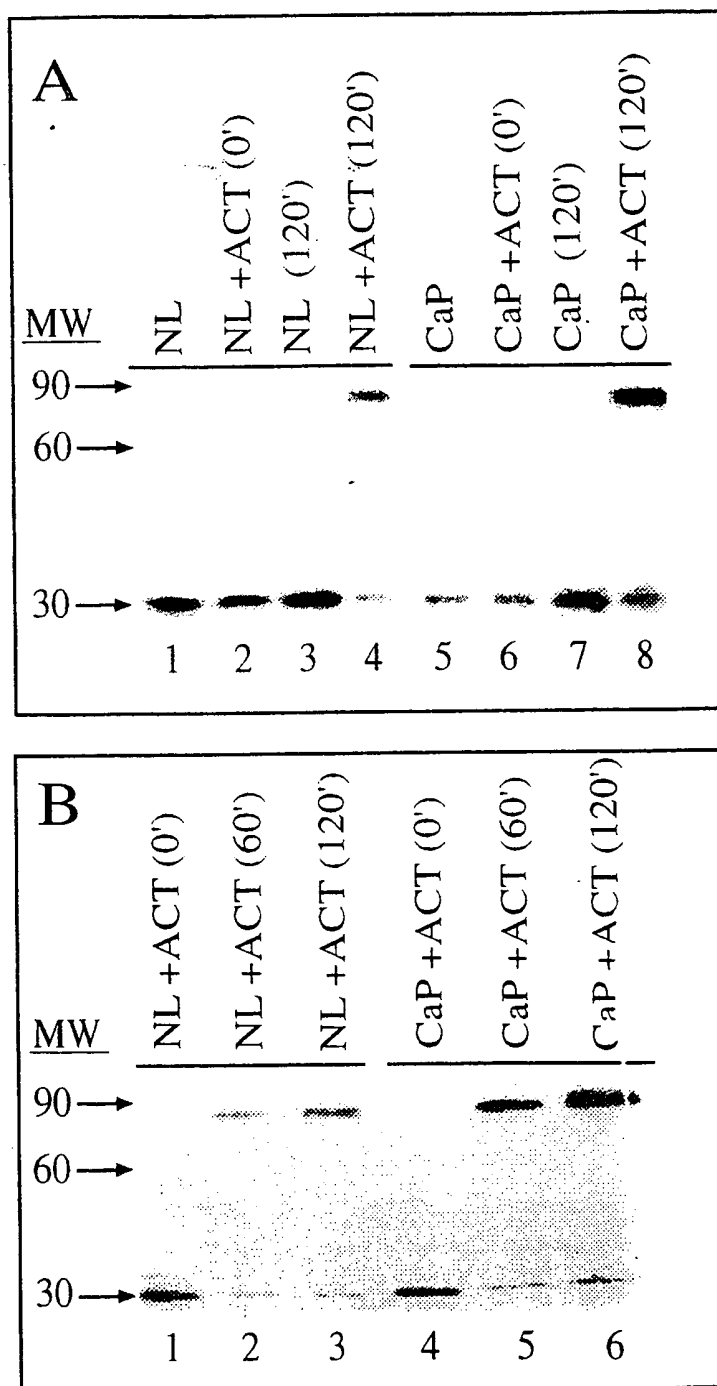 A
NL
NL +ACT (0')
NL (120')
NL +ACT (120')
CaP
CaP +ACT (0')
CaP (120')
CaP +ACT (120')
MW
90
60
30
1 2 3 4 5 6 7 8
B
NL +ACT (0')
NL +ACT (60')
NL +ACT (120')
CaP +ACT (0')
CaP +ACT (60')
CaP +ACT (120')
MW
90
60
30
1 2 3 4 5 6